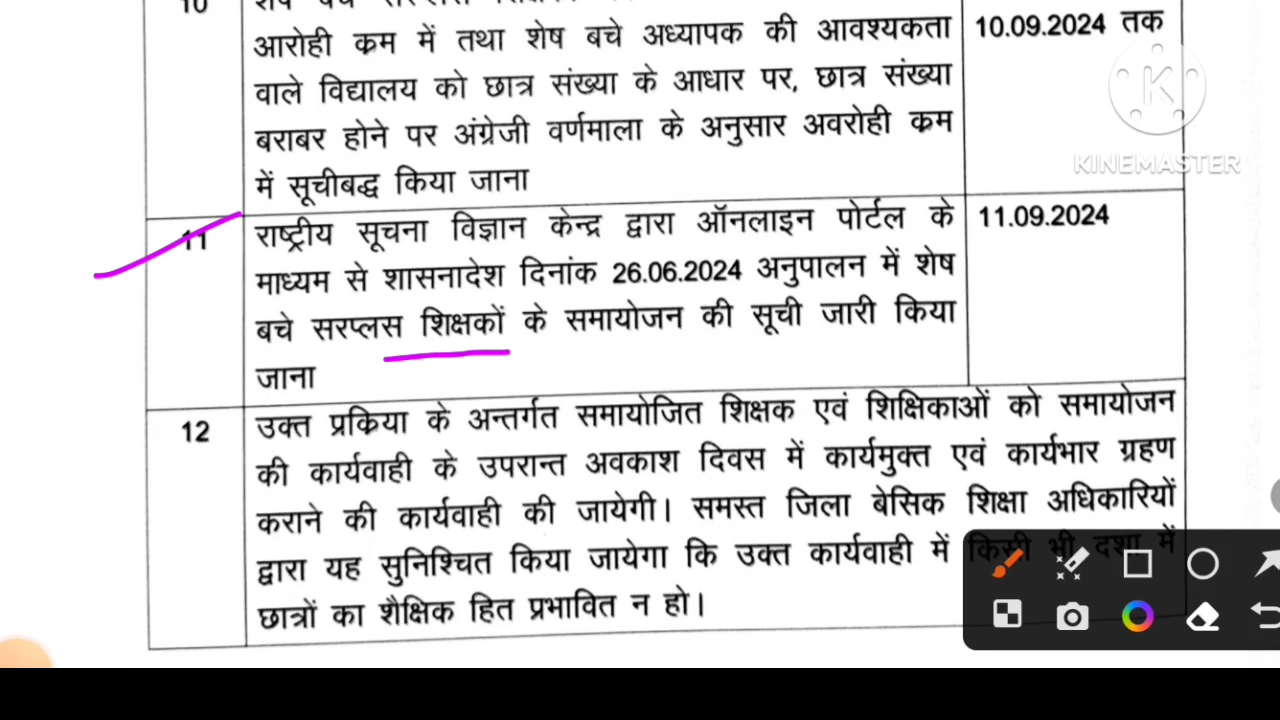 10
आरोही क्रम में तथा शेष बचे अध्यापक की आवश्यकता
10.09.2024 तक
वाले विद्यालय को छात्र संख्या के आधार पर, छात्र संख्या
बराबर होने पर अंग्रेजी वर्णमाला के अनुसार अवरोही क्रम
में सूचीबद्ध किया जाना
K
KINEMASTER
11
राष्ट्रीय सूचना विज्ञान केन्द्र द्वारा ऑनलाइन पोर्टल के
11.09.2024
माध्यम से शासनादेश दिनांक 26.06.2024 अनुपालन में शेष
बचे सरप्लस शिक्षकों के समायोजन की सूची जारी किया
जाना
12
उक्त प्रक्रिया के अन्तर्गत समायोजित शिक्षक एवं शिक्षिकाओं को समायोजन
की कार्यवाही के उपरान्त अवकाश दिवस में कार्यमुक्त एवं कार्यभार ग्रहण
कराने की कार्यवाही की जायेगी। समस्त जिला बेसिक शिक्षा अधिकारियों
द्वारा यह सुनिश्चित किया जायेगा कि उक्त कार्यवाही में किसी भी दशा में
छात्रों का शैक्षिक हित प्रभावित न हो।